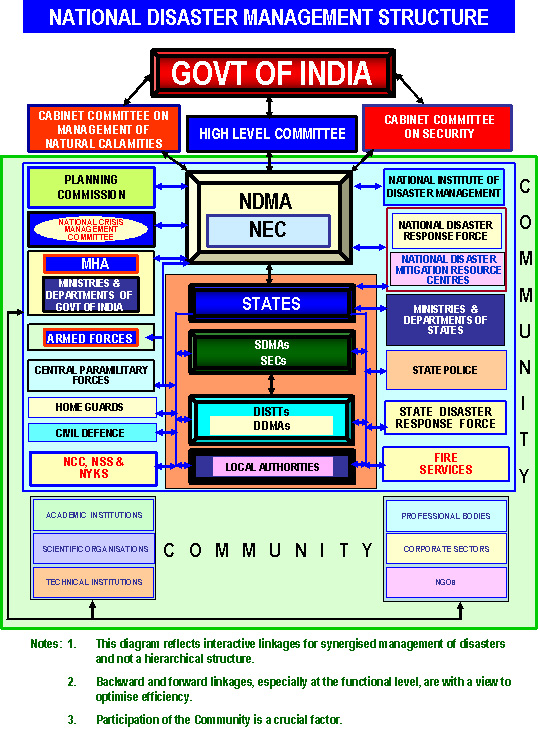 NATIONAL DISASTER MANAGEMENT STRUCTURE
GOVT OF INDIA
CABINET COMMITTEE ON
MANAGEMENT OF
NATURAL CALAMITIES
HIGH LEVEL COMMITTEE
CABINET COMMITTEE
ON SECURITY
PLANNING
COMMISSION
NATIONAL CRISIS
MANAGEMENT
COMMITTEE
MHA
MINISTRIES &
DEPARTMENTS OF
GOVT OF INDIA
ARMED FORCES
CENTRAL PARAMILITARY
FORCES
HOME GUARDS
CIVIL DEFENCE
NCC, NSS &
NYKS
NDMA
NEC
STATES
SDMAs
SECs
DISTTs
DDMAs
LOCAL AUTHORITIES
NATIONAL INSTITUTE OF
DISASTER MANAGEMENT
NATIONAL DISASTER
RESPONSE FORCE
NATIONAL DISASTER
MITIGATION RESOURCE
CENTRES
MINISTRIES &
DEPARTMENTS OF
STATES
STATE POLICE
STATE DISASTER
RESPONSE FORCE
FIRE
SERVICES
COMMUNITY
ACADEMIC INSTITUTIONS
SCIENTIFIC ORGANISATIONS
TECHNICAL INSTITUTIONS
COMMUNITY
PROFESSIONAL BODIES
CORPORATE SECTORS
NGOs
Notes: 1. This diagram reflects interactive linkages for synergised management of disasters
and not a hierarchical structure.
2. Backward and forward linkages, especially at the functional level, are with a view to
optimise efficiency.
3. Participation of the Community is a crucial factor.